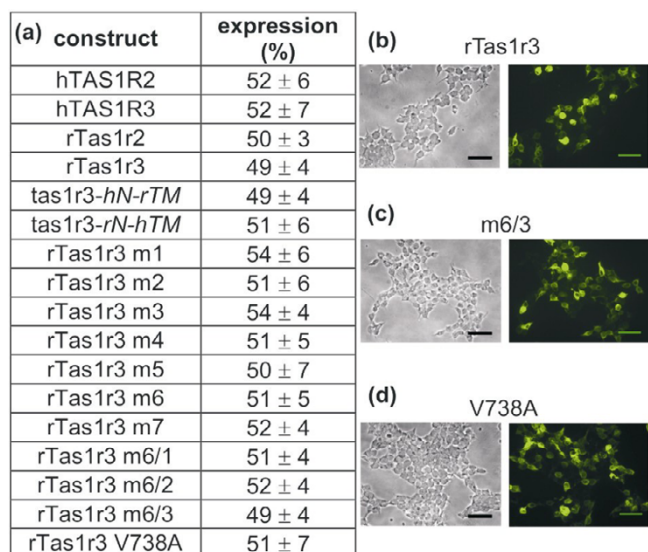 (a) construct expression (%)
hTAS1R2 52 ± 6
hTAS1R3 52 ± 7
rTas1r2 50 ± 3
rTas1r3 49 ± 4
tas1r3-hN-rTM 49 ± 4
tas1r3-rN-hTM 51 ± 6
rTas1r3 m1 54 ± 6
rTas1r3 m2 51 ± 6
rTas1r3 m3 54 ± 4
rTas1r3 m4 51 ± 5
rTas1r3 m5 50 ± 7
rTas1r3 m6 51 ± 5
rTas1r3 m7 52 ± 4
rTas1r3 m6/1 51 ± 4
rTas1r3 m6/2 52 ± 4
rTas1r3 m6/3 49 ± 4
rTas1r3 V738A 51 ± 7
(b) rTas1r3
(c) m6/3
(d) V738A